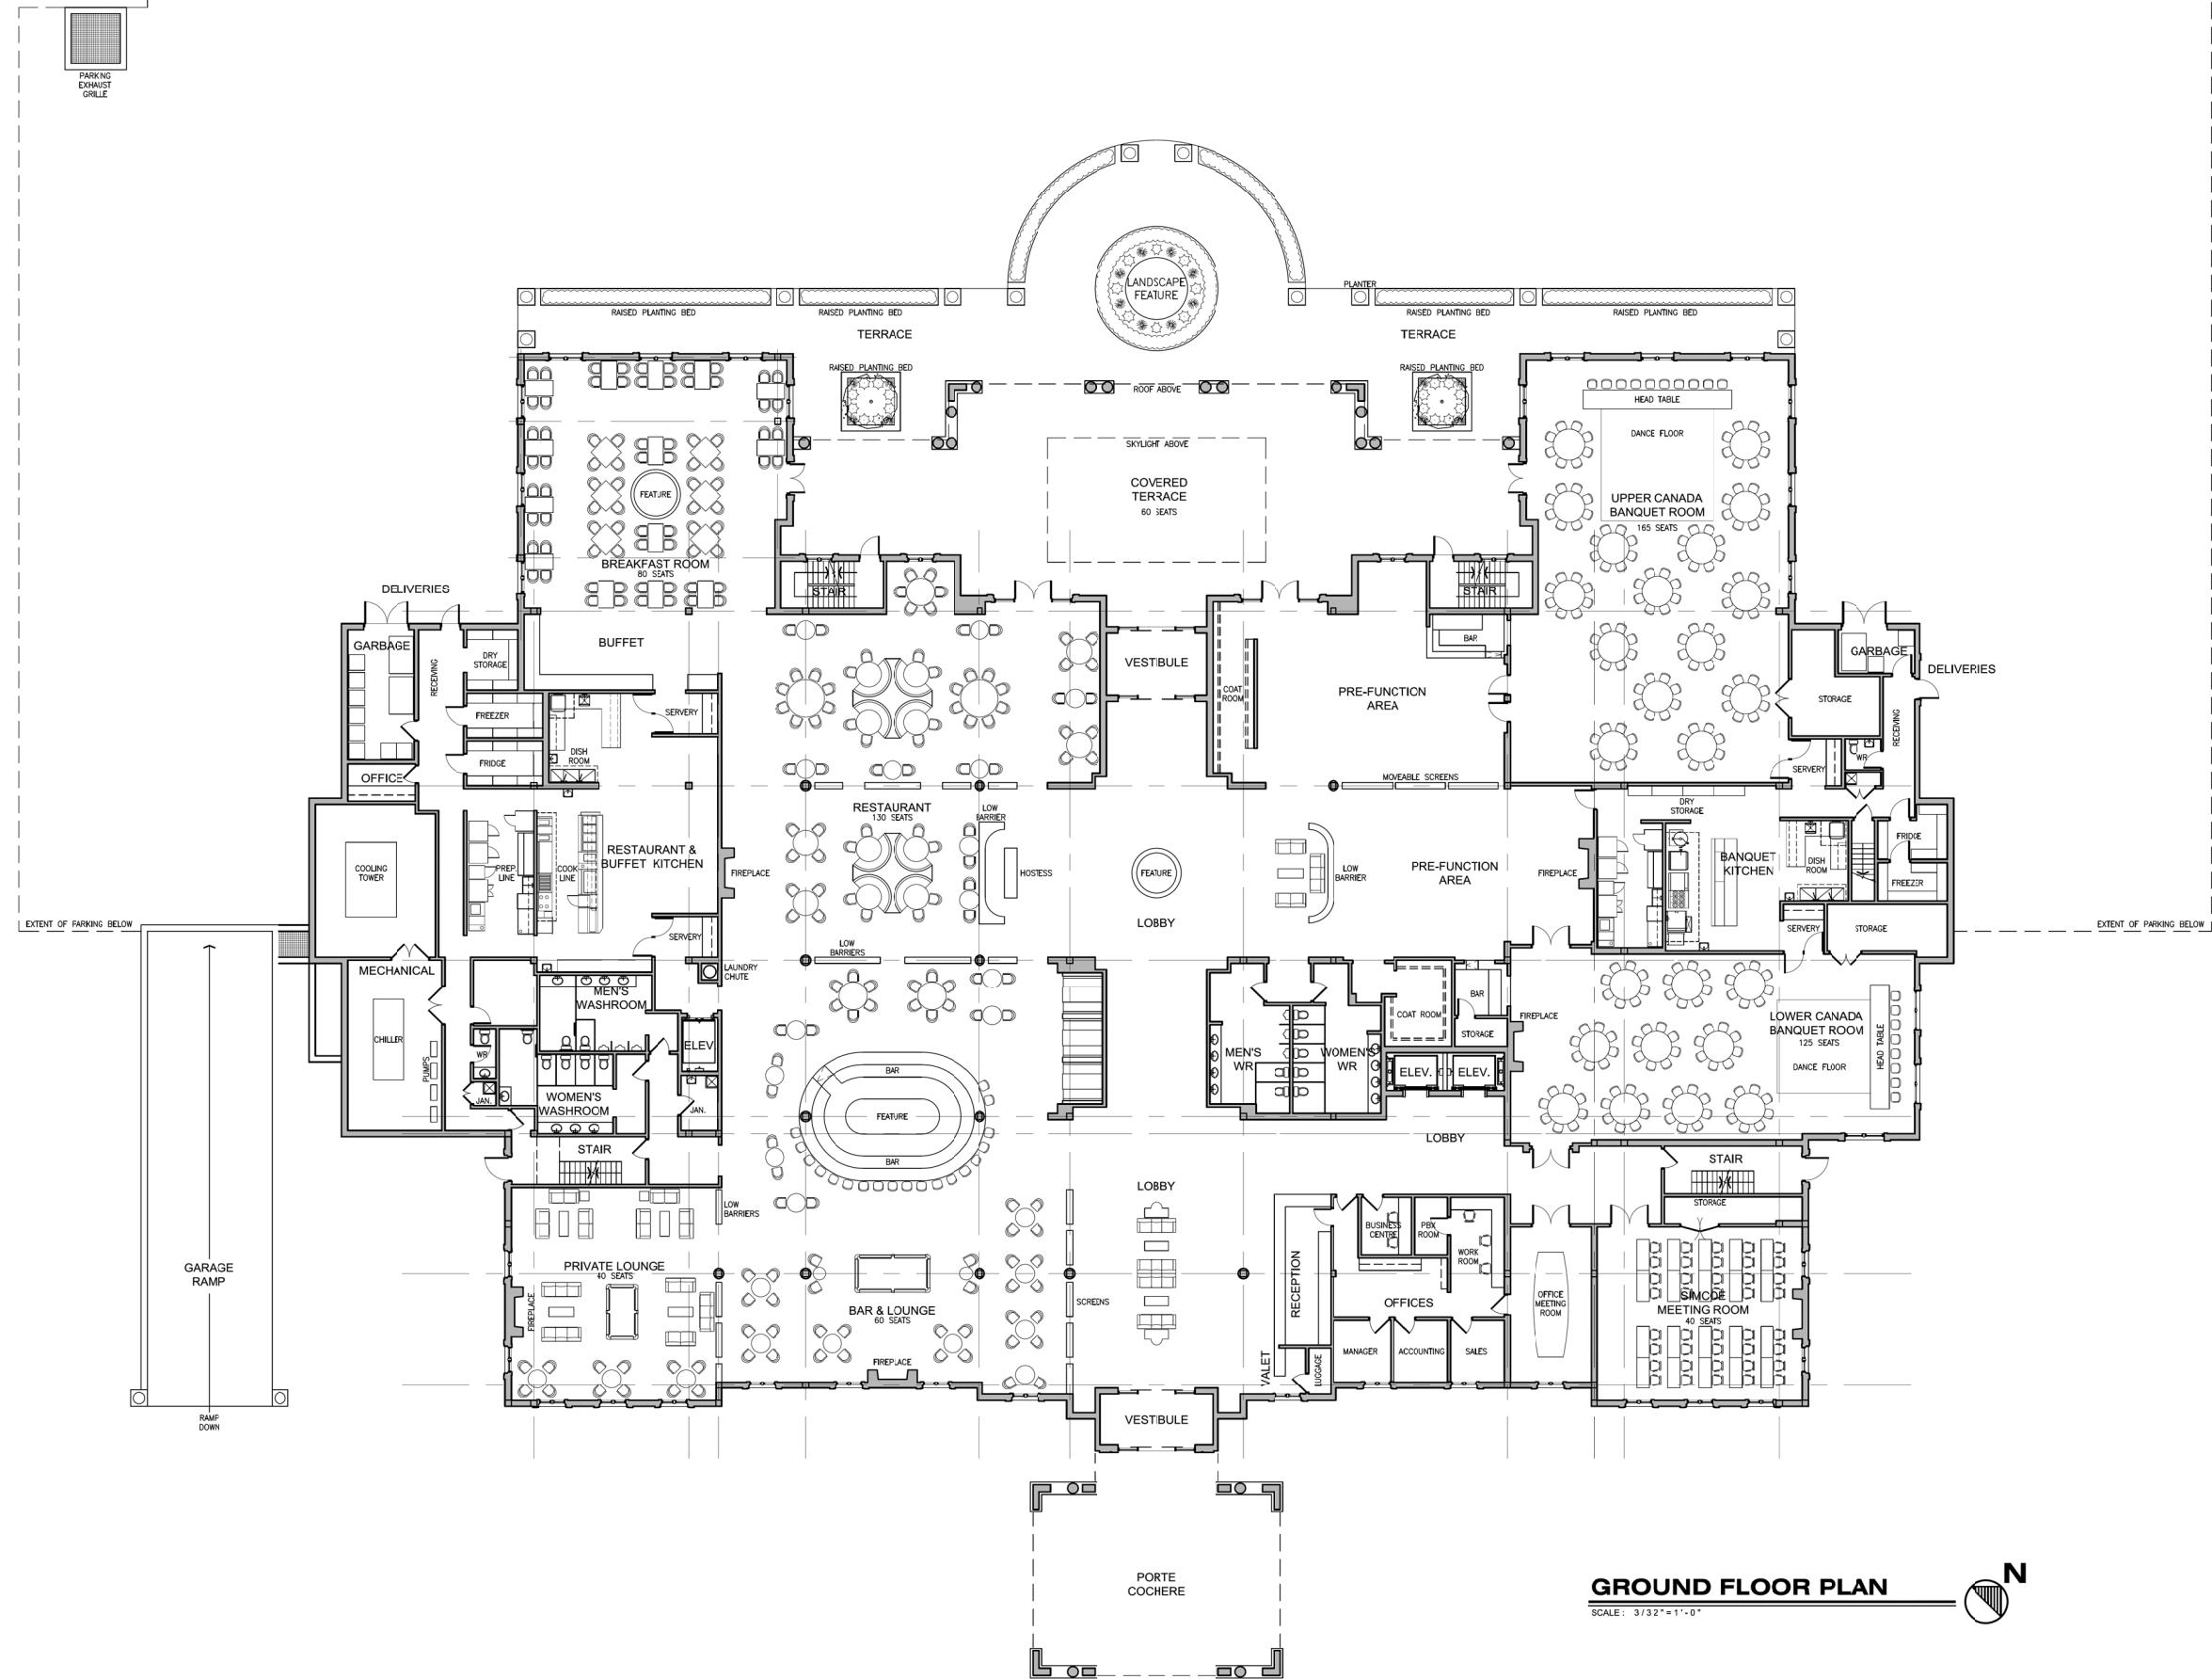 PARKING
EXHAUST
GRILLE
LANDSCAPE
FEATURE
PLANTER
RAISED PLANTING BED
RAISED PLANTING BED
RAISED PLANTING BED
RAISED PLANTING BED
TERRACE
TERRACE
RAISED PLANTING BED
RAISED PLANTING BED
ROOF ABOVE
HEAD TABLE
DANCE FLOOR
SKYLIGHT ABOVE
COVERED
TERRACE
60 SEATS
FEATURE
UPPER CANADA
BANQUET ROOM
165 SEATS
BREAKFAST ROOM
80 SEATS
STAIR
STAIR
DELIVERIES
GARBAGE
RECEIVING
DRY
STORAGE
BUFFET
VESTIBULE
BAR
GARBAGE
DELIVERIES
COAT
ROOM
PRE-FUNCTION
AREA
STORAGE
RECEIVING
FREEZER
SERVERY
DISH
ROOM
FRIDGE
OFFICE
WR
SERVERY
MOVEABLE SCREENS
RESTAURANT
130 SEATS
LOW
BARRIER
DRY
STORAGE
FRIDGE
COOLING
TOWER
PREP
LINE
COOK
LINE
RESTAURANT &
BUFFET KITCHEN
FIREPLACE
HOSTESS
FEATURE
LOW
BARRIER
PRE-FUNCTION
AREA
FIREPLACE
BANQUET
KITCHEN
DISH
ROOM
FREEZER
EXTENT OF PARKING BELOW
EXTENT OF PARKING BELOW
LOBBY
SERVERY
SERVERY
STORAGE
LOW
BARRIERS
MECHANICAL
LAUNDRY
CHUTE
MEN'S
WASHROOM
BAR
COAT ROOM
FIREPLACE
STORAGE
LOWER CANADA
BANQUET ROOM
125 SEATS
HEAD TABLE
DANCE FLOOR
CHILLER
PUMPS
WR
ELEV.
MEN'S
WR
WOMEN'S
WR
ELEV.
ELEV.
JAN.
WOMEN'S
WASHROOM
JAN.
BAR
FEATURE
BAR
STAIR
LOBBY
STAIR
LOBBY
STORAGE
LOW
BARRIERS
BUSINESS
CENTRE
PBX
ROOM
WORK
ROOM
GARAGE
RAMP
PRIVATE LOUNGE
40 SEATS
FIREPLACE
BAR & LOUNGE
60 SEATS
SCREENS
RECEPTION
OFFICES
OFFICE
MEETING
ROOM
SIMCOE
MEETING ROOM
40 SEATS
FIREPLACE
VALET
LUGGAGE
MANAGER
ACCOUNTING
SALES
RAMP
DOWN
VESTIBULE
PORTE
COCHERE
GROUND FLOOR PLAN
N
SCALE: 3/32"=1'-0"